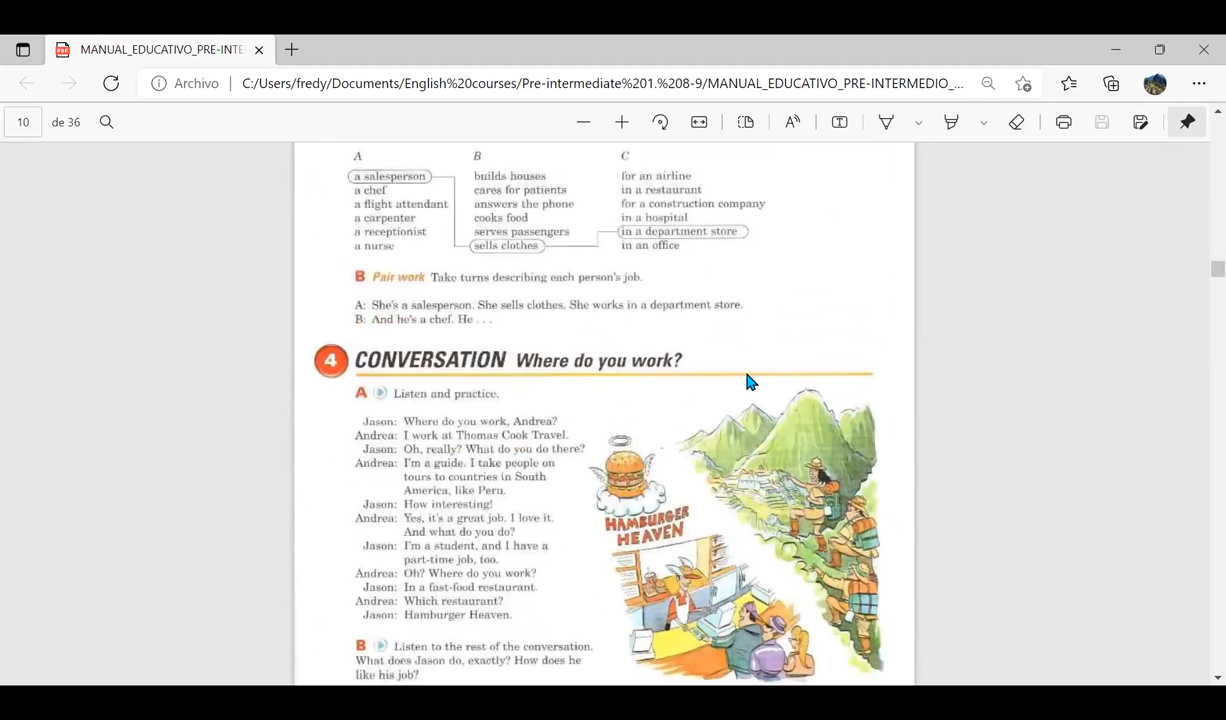 MANUAL_EDUCATIVO_PRE-INTE
Archivo C:/Users/fredy/Documents/English%20courses/Pre-intermediate%201.%208-9/MANUAL_EDUCATIVO_PRE-INTERMEDIO_...
10 de 36
A B C
a salesperson builds houses for an airline
a chef cares for patients in a restaurant
a flight attendant answers the phone for a construction company
a carpenter cooks food in a hospital
a receptionist serves passengers in a department store
a nurse sells clothes in an office
B Pair work Take turns describing each person's job.
A: She's a salesperson. She sells clothes. She works in a department store.
B: And he's a chef. He . . .
4 CONVERSATION Where do you work?
A Listen and practice.
Jason: Where do you work, Andrea?
Andrea: I work at Thomas Cook Travel.
Jason: Oh, really? What do you do there?
Andrea: I'm a guide. I take people on
tours to countries in South
America, like Peru.
Jason: How interesting!
Andrea: Yes, it's a great job. I love it.
And what do you do?
Jason: I'm a student, and I have a
part-time job, too.
Andrea: Oh? Where do you work?
Jason: In a fast-food restaurant.
Andrea: Which restaurant?
Jason: Hamburger Heaven.
HAMBURGER
HEAVEN
B Listen to the rest of the conversation.
What does Jason do, exactly? How does he
like his job?